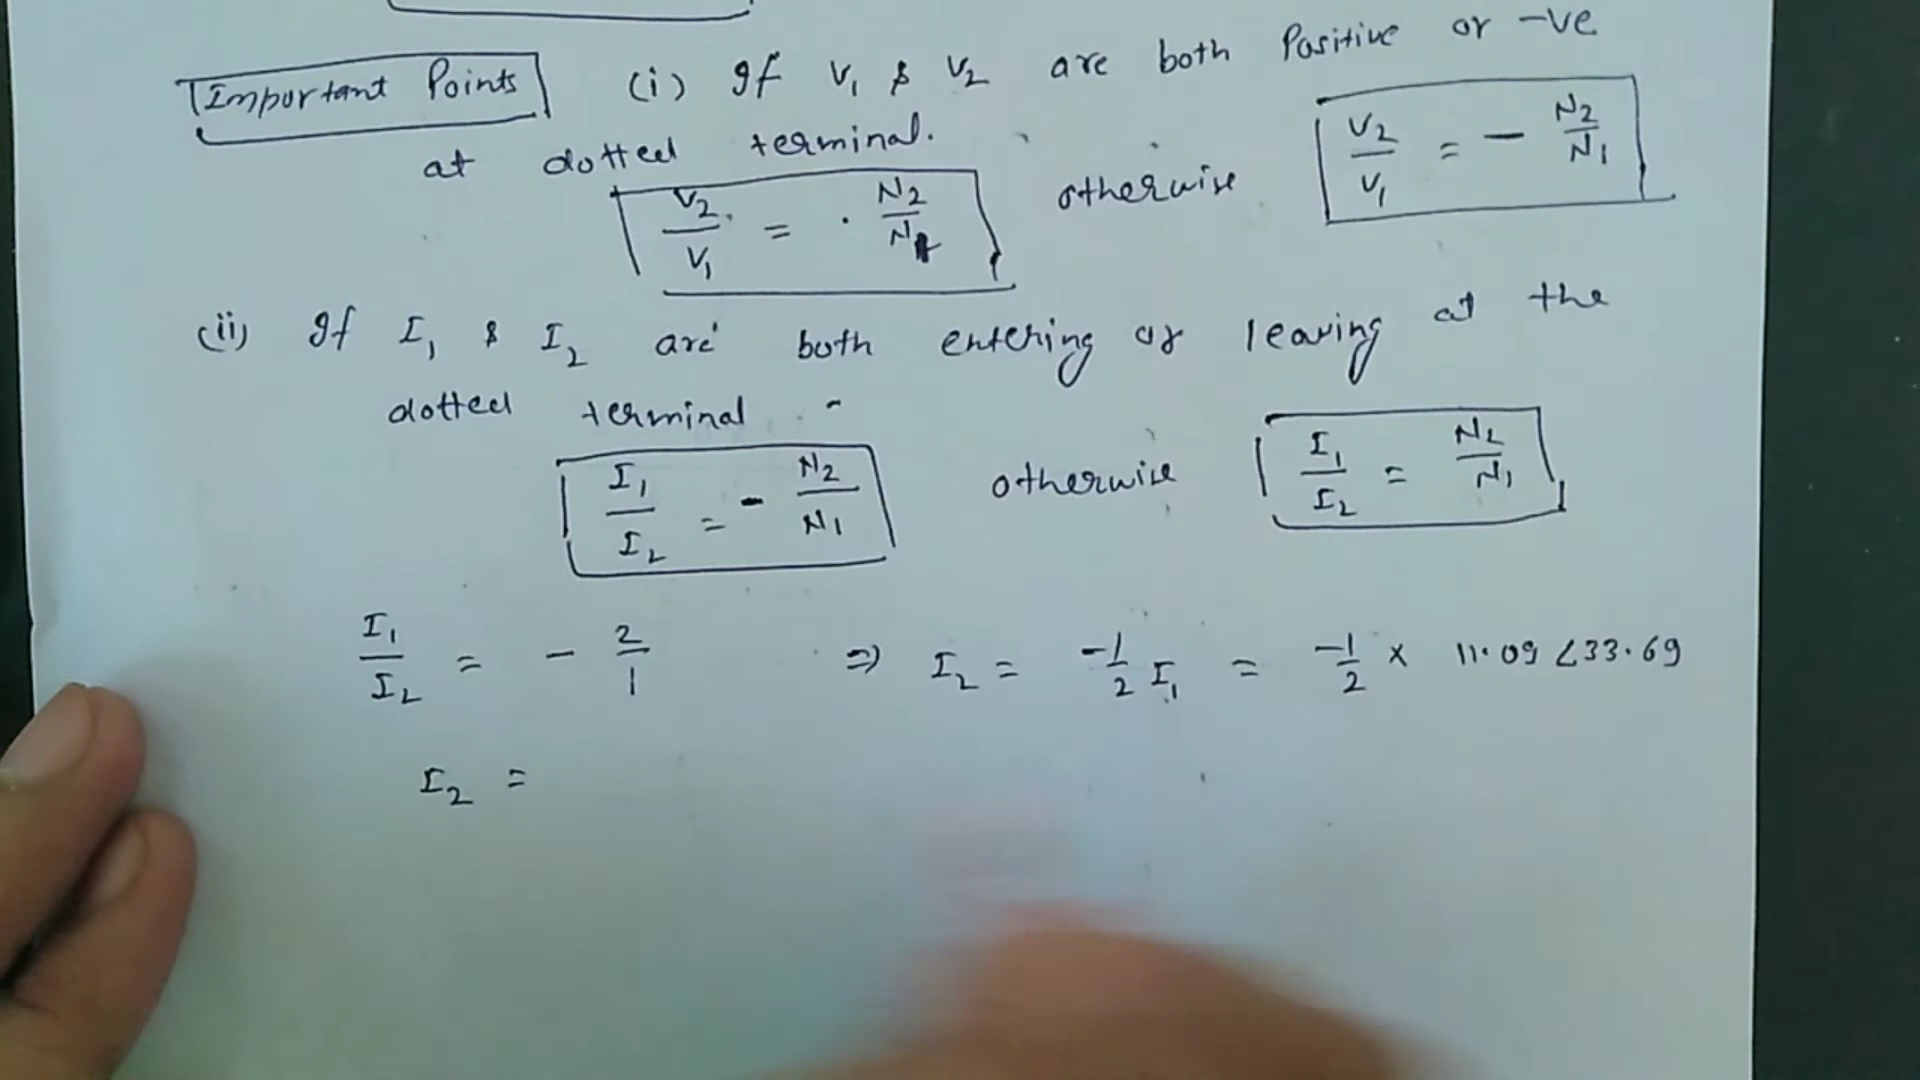 Important Points (i) If V₁ & V₂ are both Positive or -ve
at dotted terminal.
V₂/V₁ = N₂/N₁ otherwise V₂/V₁ = - N₂/N₁
(ii) If I₁ & I₂ are both entering or leaving at the
dotted terminal -
I₁/I₂ = - N₂/N₁ otherwise I₁/I₂ = N₂/N₁
I₁/I₂ = - 2/1 => I₂ = -1/2 I₁ = -1/2 × 11.09 ∠33.69
I₂ =